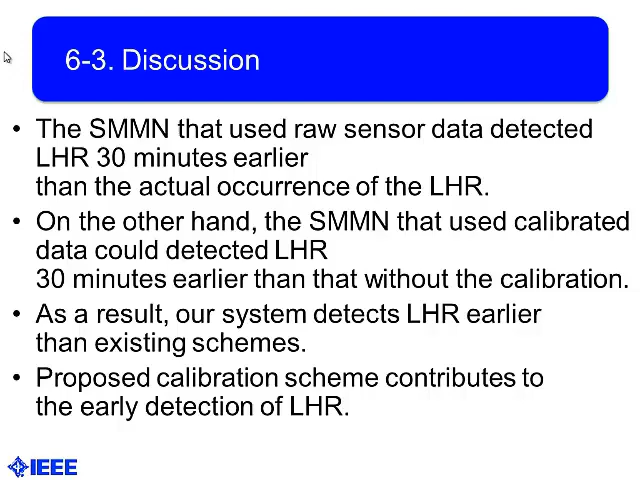 6-3. Discussion
• The SMMN that used raw sensor data detected
LHR 30 minutes earlier
than the actual occurrence of the LHR.
• On the other hand, the SMMN that used calibrated
data could detected LHR
30 minutes earlier than that without the calibration.
• As a result, our system detects LHR earlier
than existing schemes.
• Proposed calibration scheme contributes to
the early detection of LHR.
IEEE